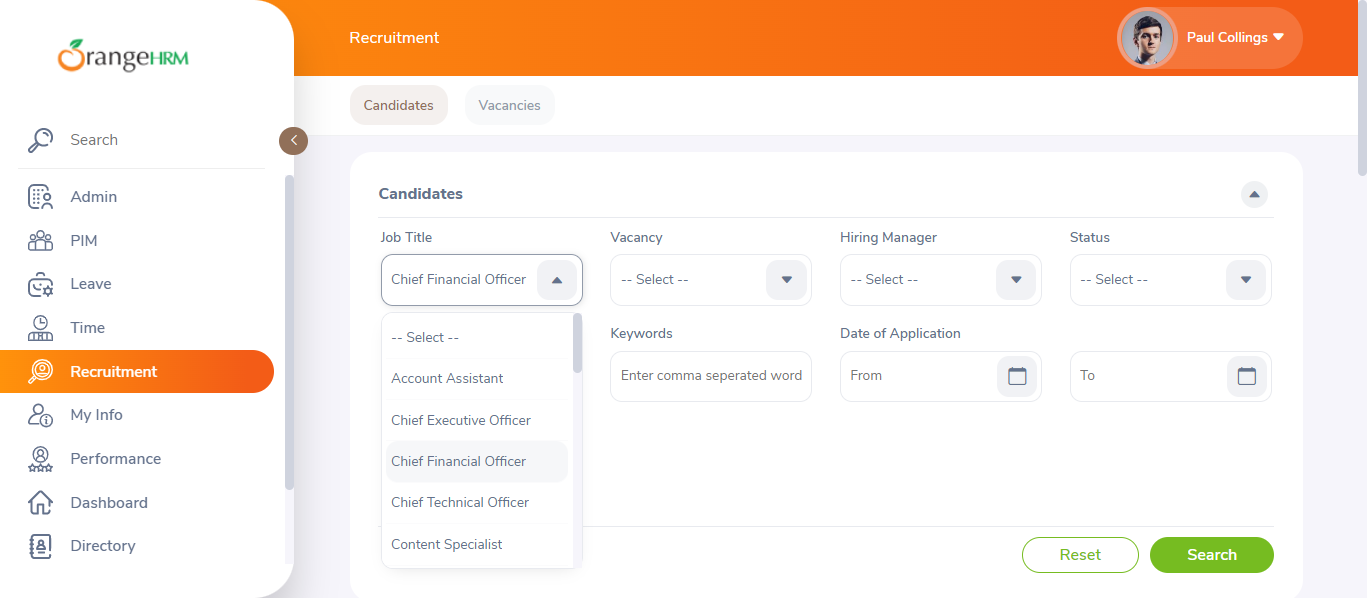 OrangeHRM
Search
Admin
PIM
Leave
Time
Recruitment
My Info
Performance
Dashboard
Directory
Recruitment
Paul Collings
Candidates
Vacancies
Candidates
Job Title
Vacancy
Hiring Manager
Status
Chief Financial Officer
-- Select --
-- Select --
-- Select --
-- Select --
Account Assistant
Chief Executive Officer
Chief Financial Officer
Chief Technical Officer
Content Specialist
Keywords
Date of Application
Enter comma seperated word
From
To
Reset
Search